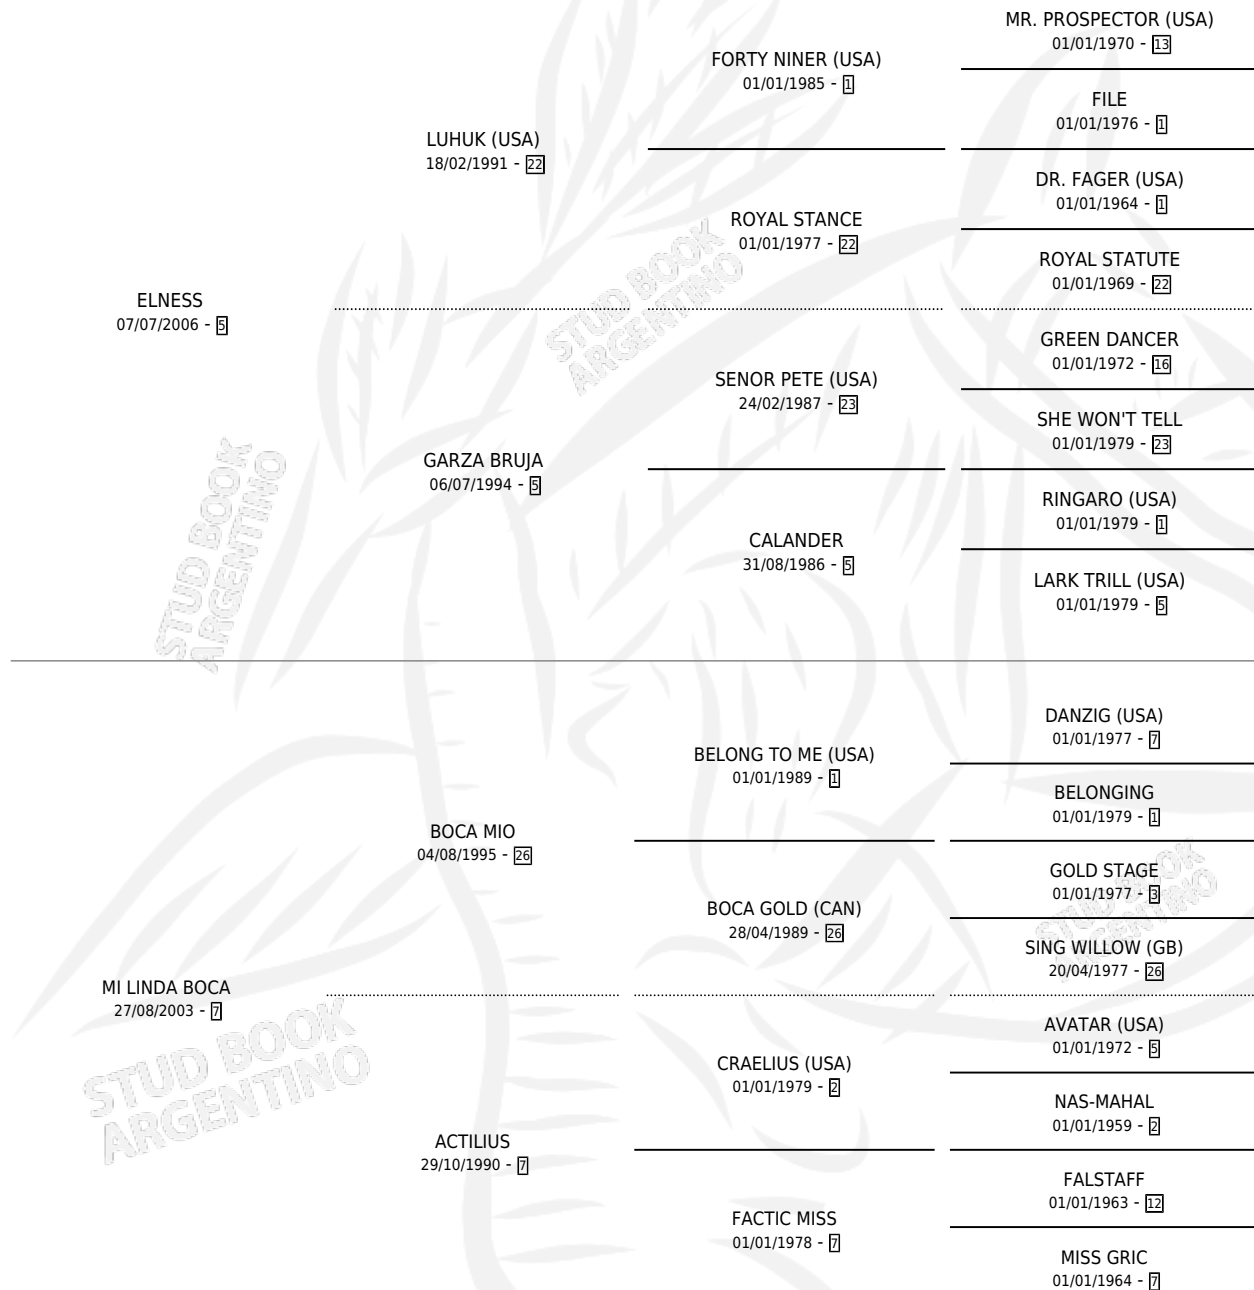 MR. PROSPECTOR (USA)
01/01/1970 - 13
FORTY NINER (USA)
01/01/1985 - 1
FILE
01/01/1976 - 1
LUHUK (USA)
18/02/1991 - 22
DR. FAGER (USA)
01/01/1964 - 1
ROYAL STANCE
01/01/1977 - 22
ROYAL STATUTE
01/01/1969 - 22
ELNESS
07/07/2006 - 5
GREEN DANCER
01/01/1972 - 16
SENOR PETE (USA)
24/02/1987 - 23
SHE WON'T TELL
01/01/1979 - 23
GARZA BRUJA
06/07/1994 - 5
RINGARO (USA)
01/01/1979 - 1
CALANDER
31/08/1986 - 5
LARK TRILL (USA)
01/01/1979 - 5
DANZIG (USA)
01/01/1977 - 7
BELONG TO ME (USA)
01/01/1989 - 1
BELONGING
01/01/1979 - 1
BOCA MIO
04/08/1995 - 26
GOLD STAGE
01/01/1977 - 3
BOCA GOLD (CAN)
28/04/1989 - 26
SING WILLOW (GB)
20/04/1977 - 26
MI LINDA BOCA
27/08/2003 - 7
AVATAR (USA)
01/01/1972 - 5
CRAELIUS (USA)
01/01/1979 - 2
NAS-MAHAL
01/01/1959 - 2
ACTILIUS
29/10/1990 - 7
FALSTAFF
01/01/1963 - 12
FACTIC MISS
01/01/1978 - 7
MISS GRIC
01/01/1964 - 7
STUD BOOK
ARGENTINO
STUD BOOK
ARGENTINO
STUD BOOK
ARGENTINO
STUD BOOK
ARGENTINO